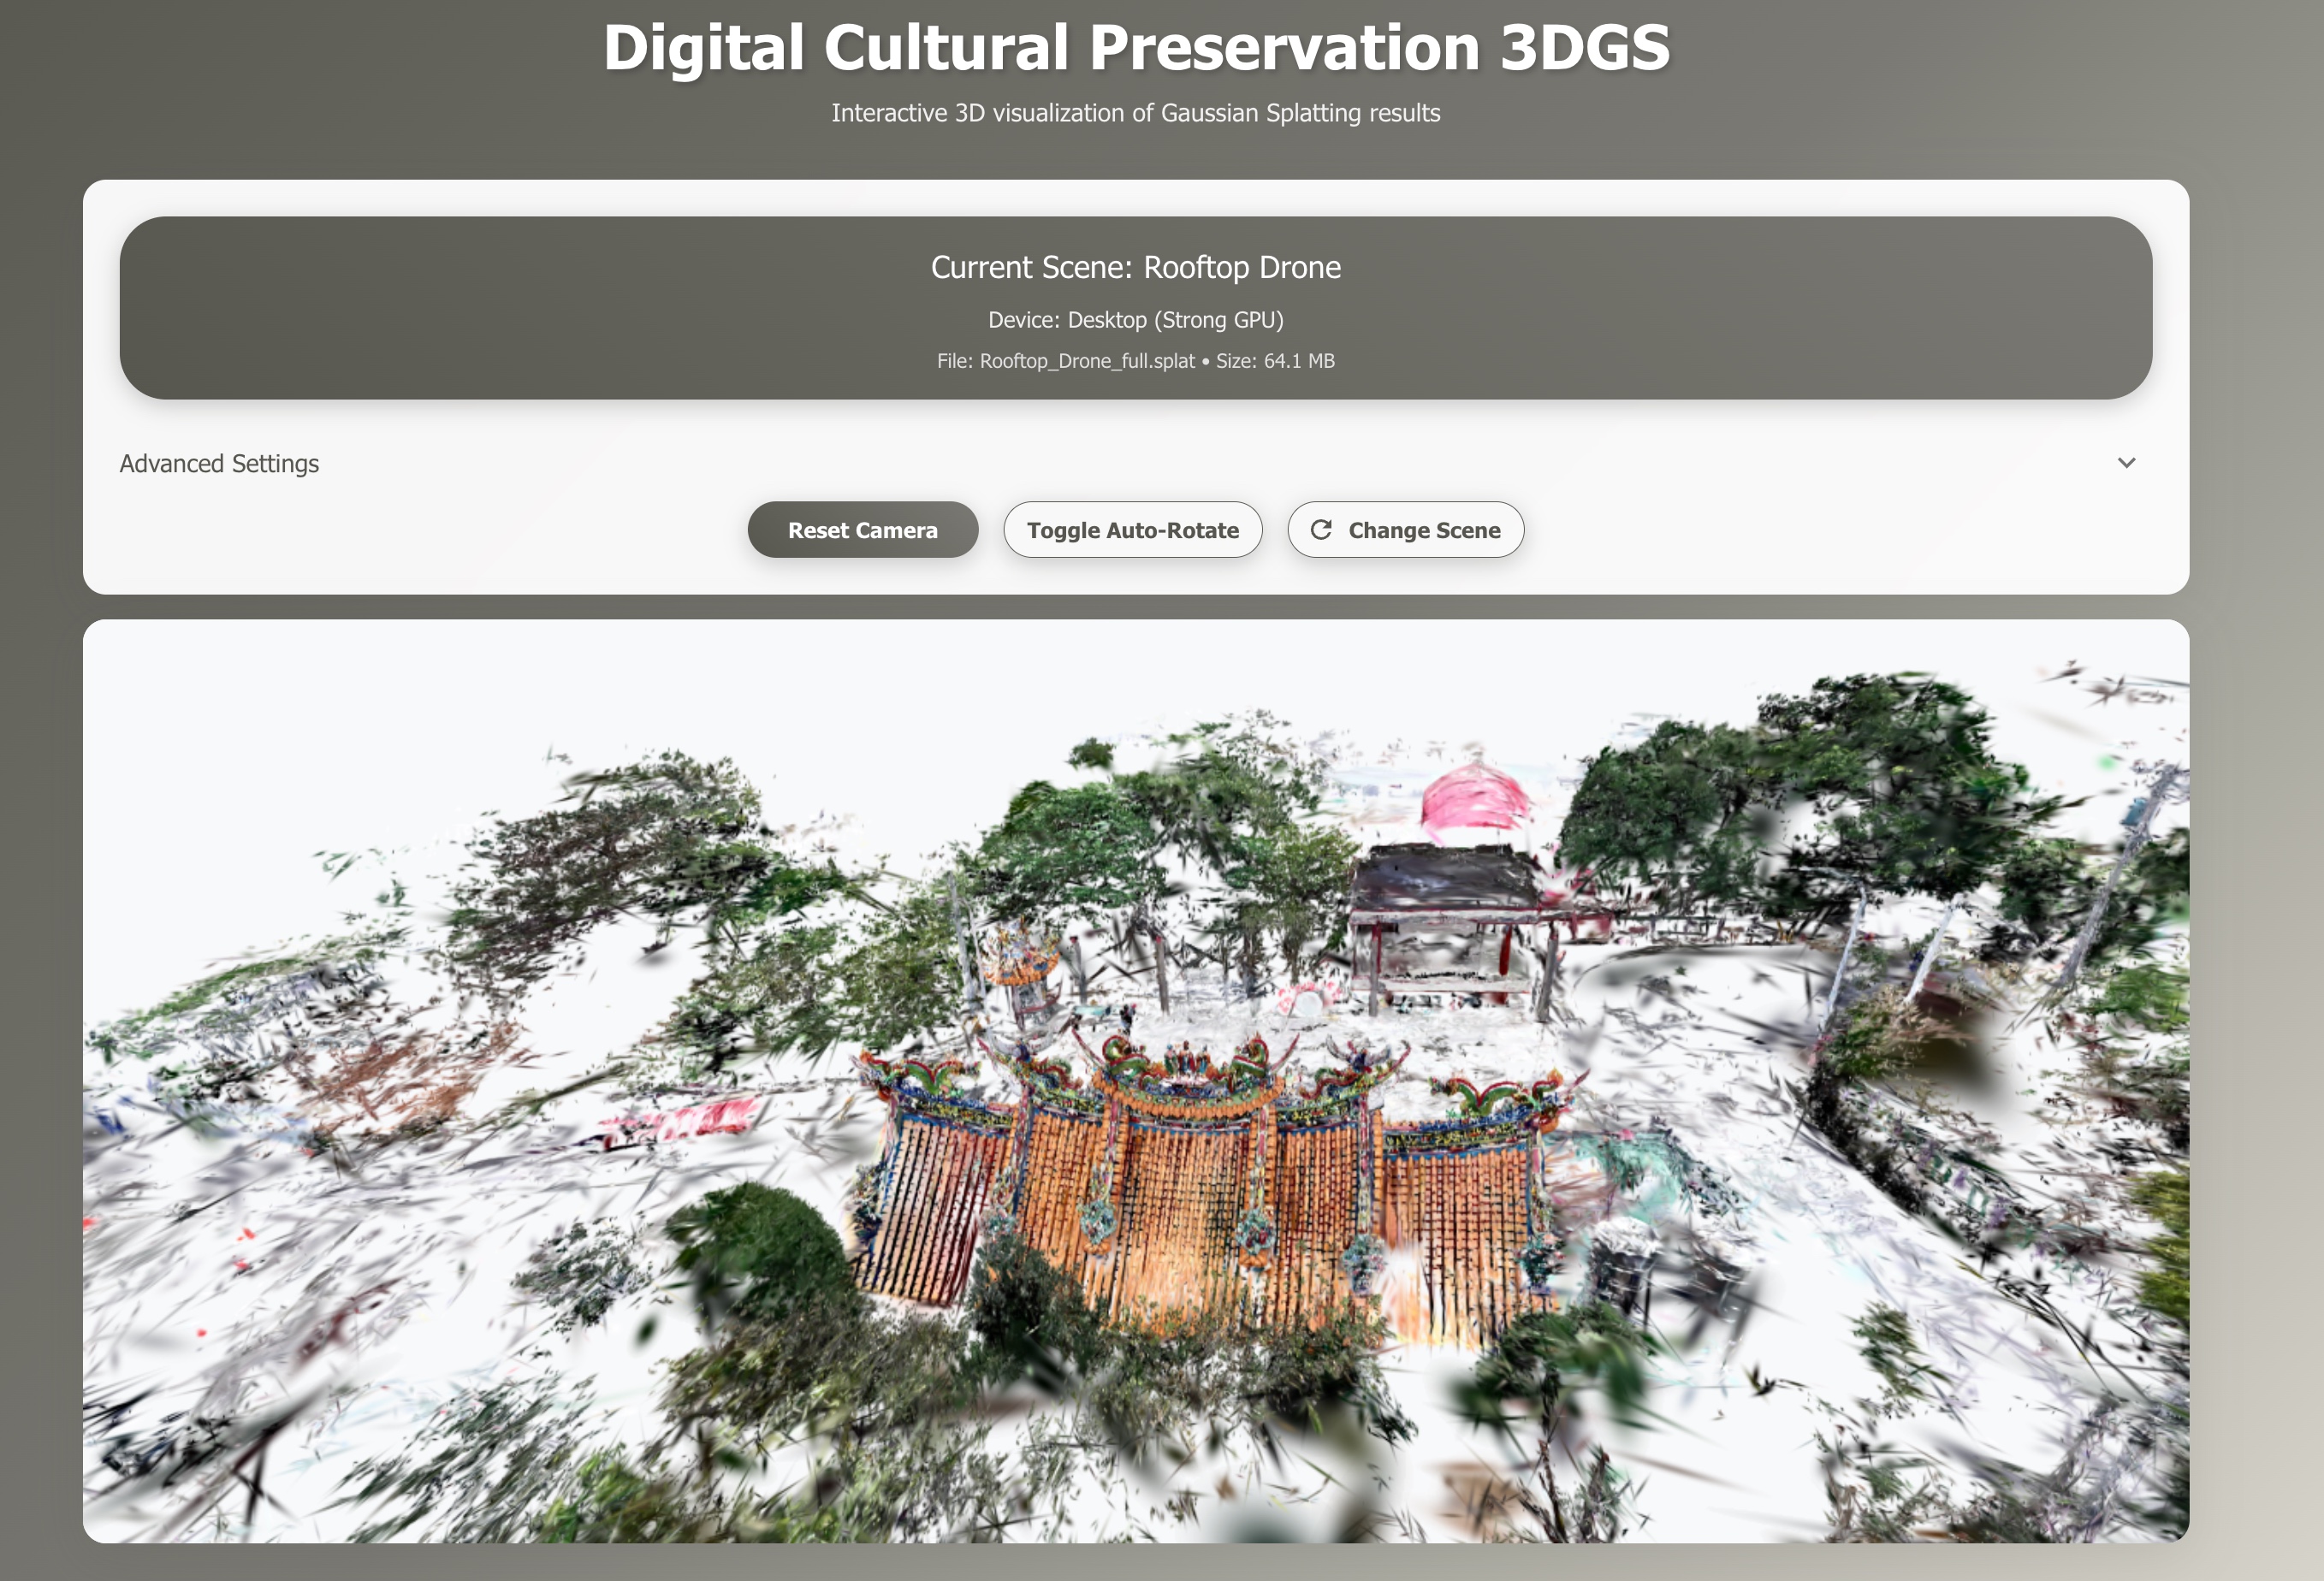 Digital Cultural Preservation 3DGS
Interactive 3D visualization of Gaussian Splatting results
Current Scene: Rooftop Drone
Device: Desktop (Strong GPU)
File: Rooftop_Drone_full.splat • Size: 64.1 MB
Advanced Settings
Reset Camera
Toggle Auto-Rotate
Change Scene